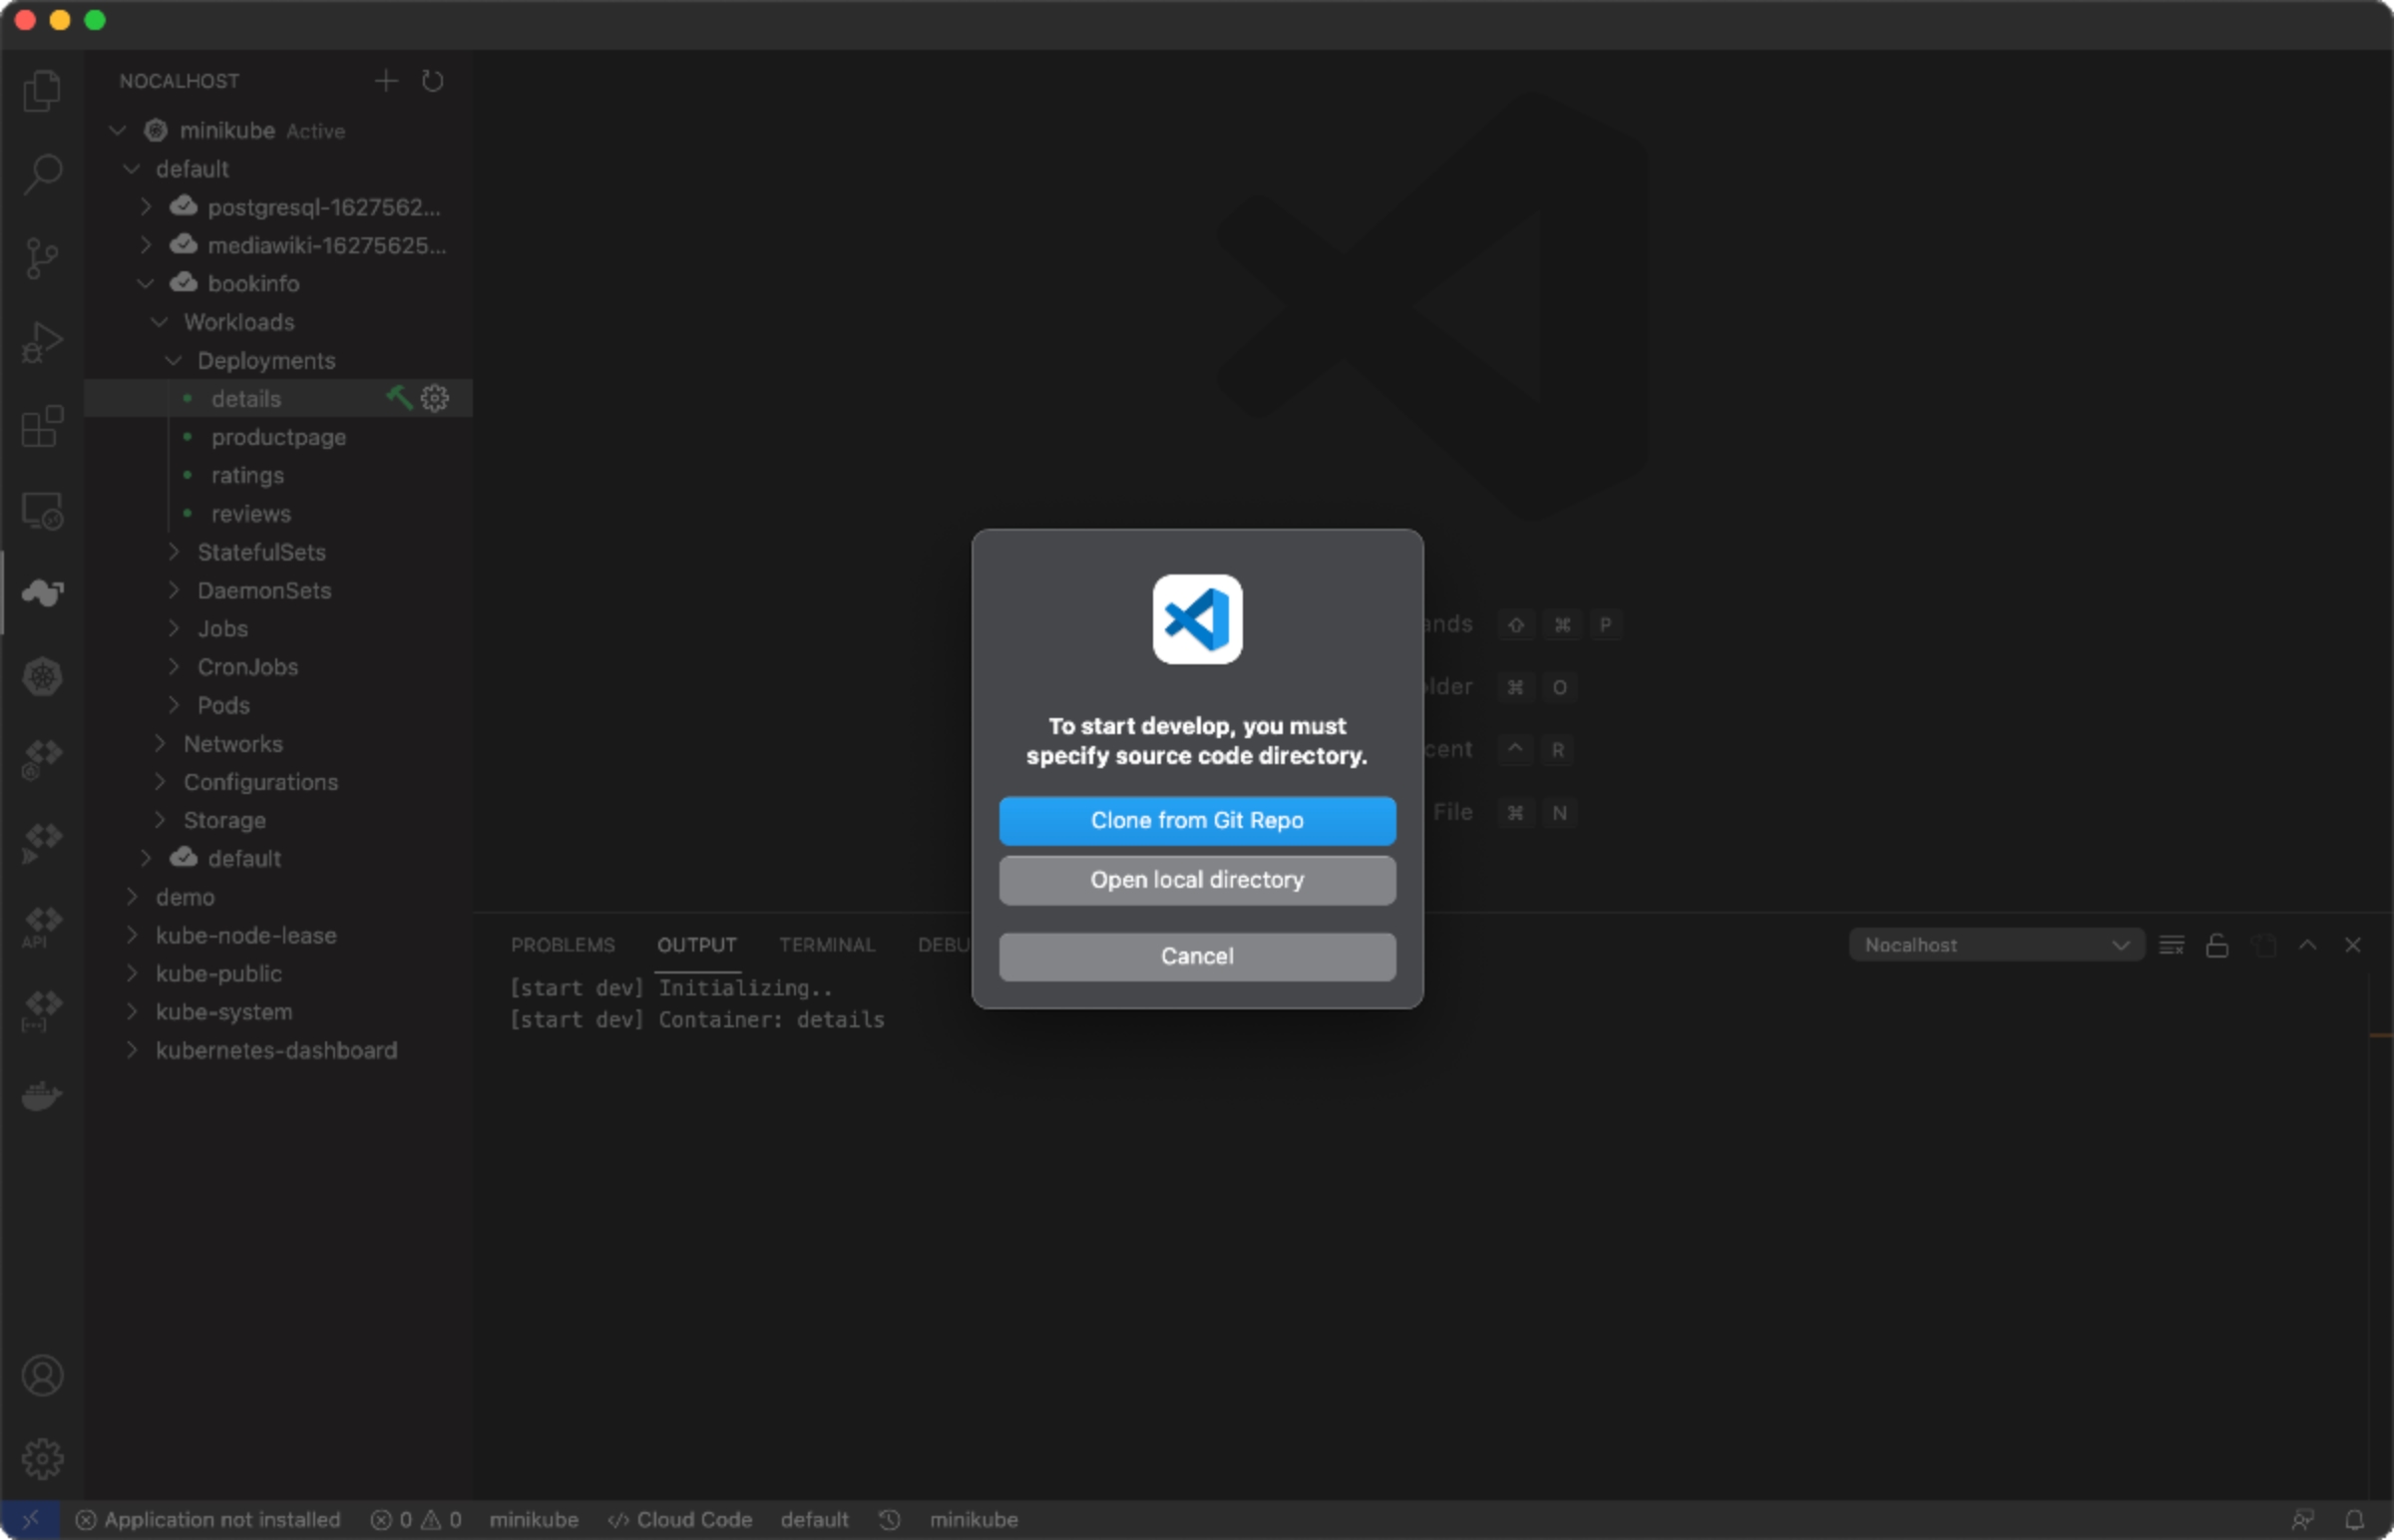 NOCALHOST
minikube Active
default
postgresql-1627562...
mediawiki-16275625...
bookinfo
Workloads
Deployments
details
productpage
ratings
reviews
StatefulSets
DaemonSets
Jobs
CronJobs
Pods
Networks
Configurations
Storage
default
demo
kube-node-lease
kube-public
kube-system
kubernetes-dashboard
API
To start develop, you must
specify source code directory.
Clone from Git Repo
Open local directory
Cancel
ands ⇧ ⌘ P
older ⌘ O
cent ^ R
File ⌘ N
PROBLEMS OUTPUT TERMINAL DEBU
Nocalhost
[start dev] Initializing..
[start dev] Container: details
Application not installed 0 0 minikube </> Cloud Code default minikube